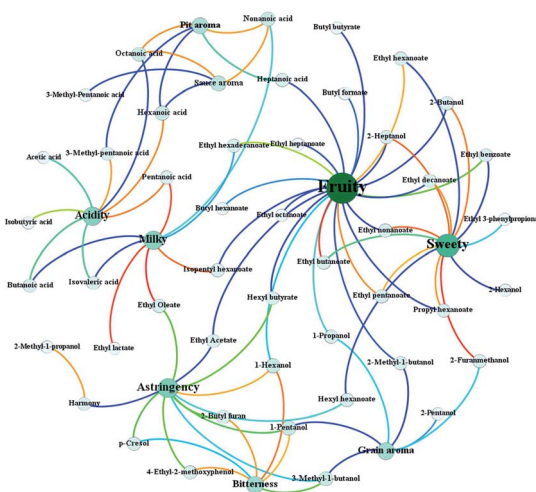 Nonanoic acid
Pit aroma
Butyl butyrate
Octanoic acid
Ethyl hexanoate
Sauce aroma
Heptanoic acid
3-Methyl-Pentanoic acid
Butyl formate
2-Butanol
Hexanoic acid
2-Heptanol
Ethyl hexaderanoate
Ethyl heptanoate
Acetic acid
3-Methyl-pentanoic acid
Ethyl benzoate
Pentanoic acid
Ethyl decanoate
Fruity
Butyl hexanoate
Ethyl octanoate
Acidity
Ethyl 3-phenylpropiona
Isobutyric acid
Ethyl nonanoate
Milky
Sweety
Ethyl butanoate
Isopentyl hexanoate
Isovaleric acid
Butanoic acid
2-Hexanol
Hexyl butyrate
Ethyl pentanoate
Ethyl Oleate
Propyl hexanoate
1-Propanol
Ethyl Acetate
2-Methyl-1-propanol
Ethyl lactate
1-Hexanol
2-Methyl-1-butanol
2-Furanmethanol
Astringency
Harmony
Hexyl hexanoate
2-Butyl furan
2-Pentanol
1-Pentanol
p-Cresol
Grain aroma
4-Ethyl-2-methoxyphenol
3-Methyl-1-butanol
Bitterness